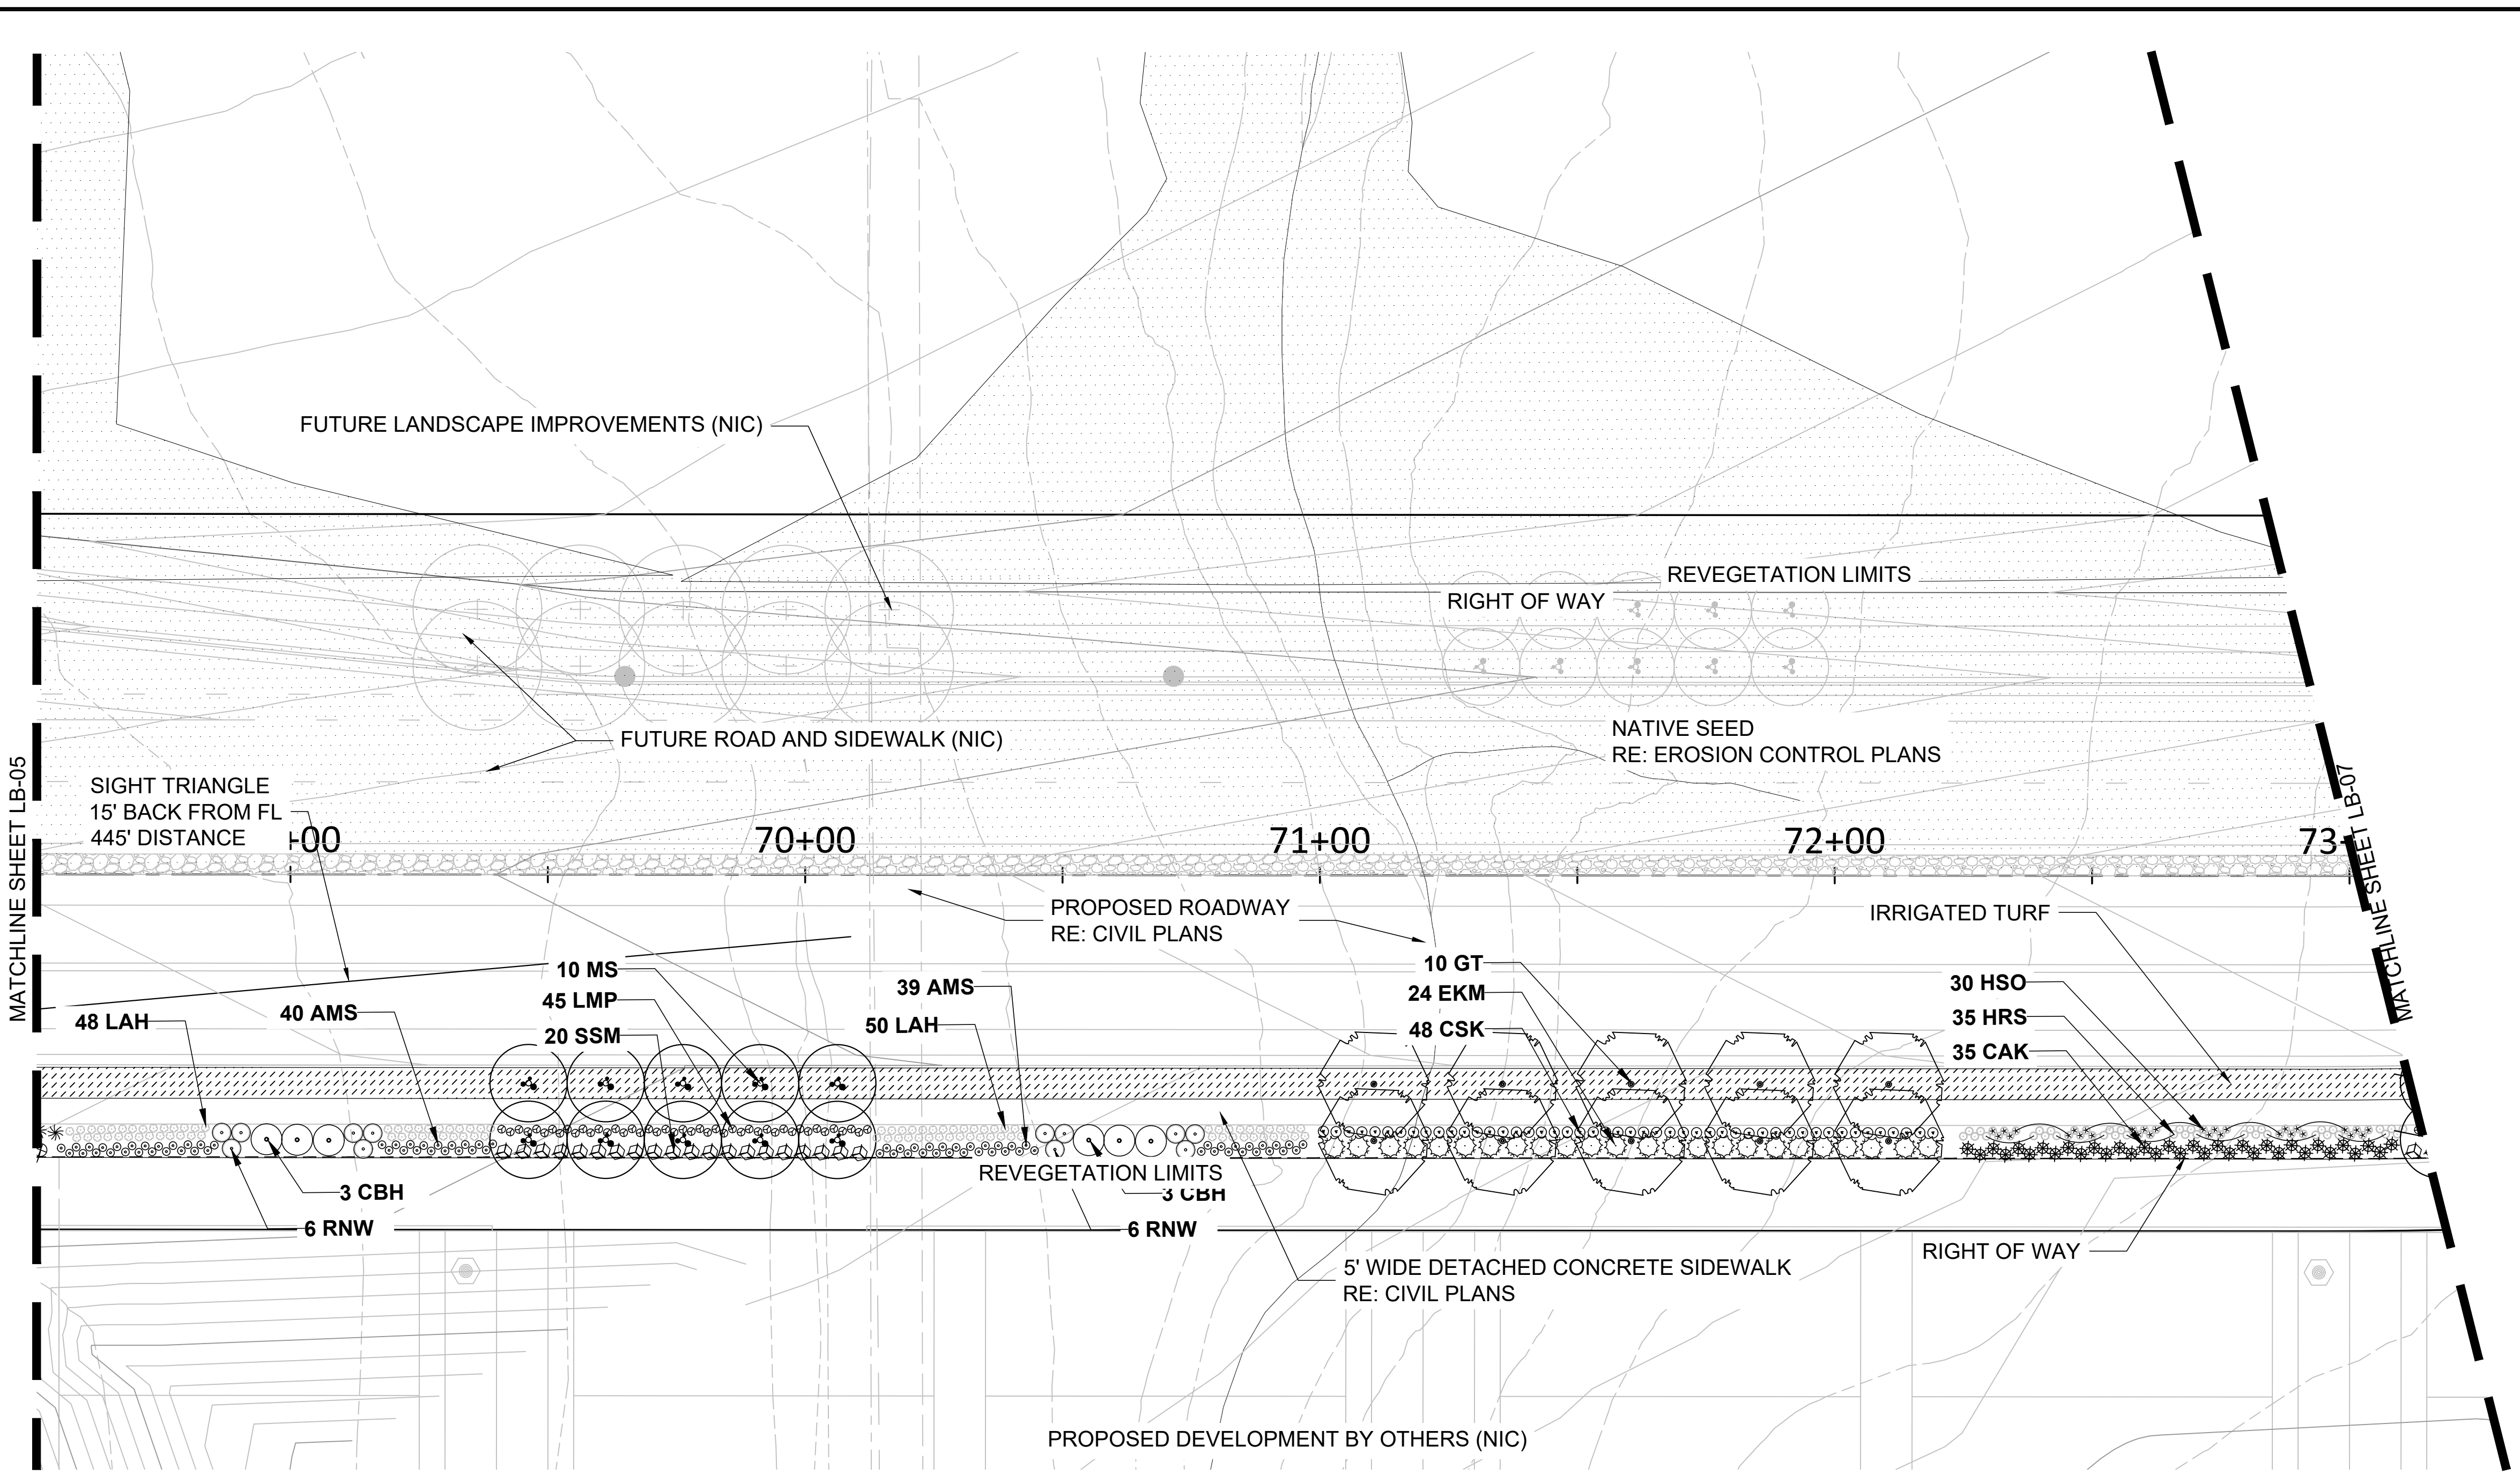 FUTURE LANDSCAPE IMPROVEMENTS (NIC)
REVEGETATION LIMITS
RIGHT OF WAY
NATIVE SEED
RE: EROSION CONTROL PLANS
FUTURE ROAD AND SIDEWALK (NIC)
MATCHLINE SHEET LB-05
SIGHT TRIANGLE
15' BACK FROM FL
445' DISTANCE
+00
70+00
71+00
72+00
73+
MATCHLINE SHEET LB-07
PROPOSED ROADWAY
RE: CIVIL PLANS
IRRIGATED TURF
10 MS
45 LMP
20 SSM
39 AMS
50 LAH
40 AMS
48 LAH
10 GT
24 EKM
48 CSK
30 HSO
35 HRS
35 CAK
REVEGETATION LIMITS
3 CBH
6 RNW
3 CBH
6 RNW
RIGHT OF WAY
5' WIDE DETACHED CONCRETE SIDEWALK
RE: CIVIL PLANS
PROPOSED DEVELOPMENT BY OTHERS (NIC)